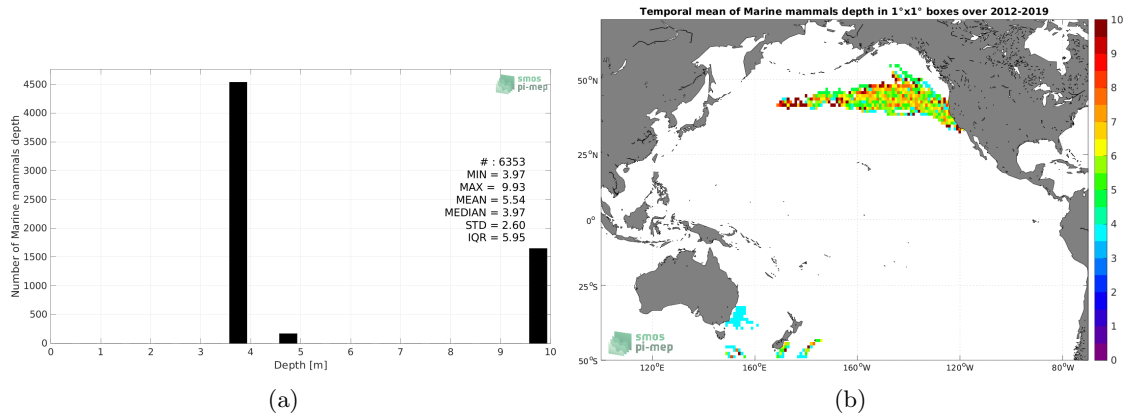 4500
4000
3500
3000
2500
2000
1500
1000
500
0
Number of Marine mammals depth
smos
pi-mep
# : 6353
MIN = 3.97
MAX = 9.93
MEAN = 5.54
MEDIAN = 3.97
STD = 2.60
IQR = 5.95
0 1 2 3 4 5 6 7 8 9 10
Depth [m]
(a)
Temporal mean of Marine mammals depth in 1°x1° boxes over 2012-2019
50°N
25°N
0°
25°S
50°S
smos
pi-mep
120°E 160°E 160°W 120°W 80°W
10
9
8
7
6
5
4
3
2
1
0
(b)